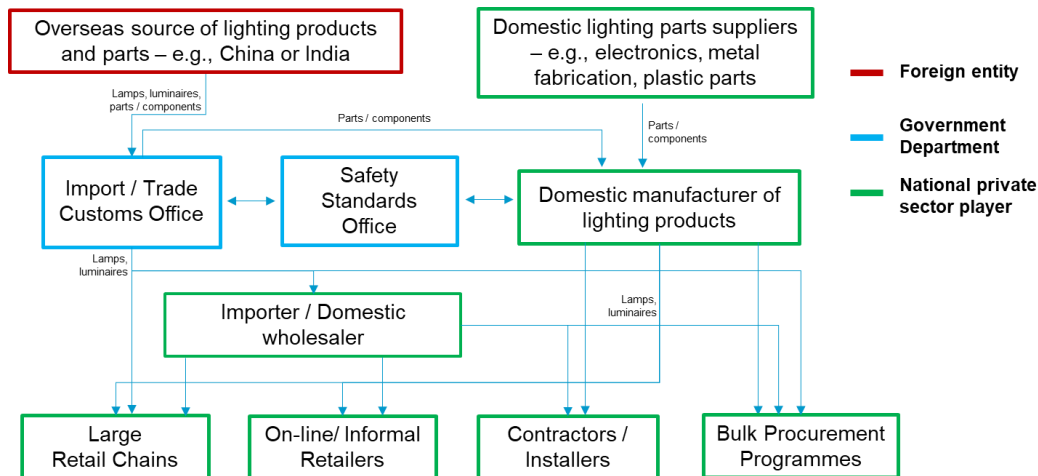 Overseas source of lighting products
and parts – e.g., China or India
Domestic lighting parts suppliers
– e.g., electronics, metal
fabrication, plastic parts
Foreign entity
Government
Department
National private
sector player
Lamps, luminaires,
parts / components
Parts / components
Parts /
components
Import / Trade
Customs Office
Safety
Standards
Office
Domestic manufacturer of
lighting products
Lamps,
luminaires
Importer / Domestic
wholesaler
Lamps,
luminaires
Large
Retail Chains
On-line/ Informal
Retailers
Contractors /
Installers
Bulk Procurement
Programmes